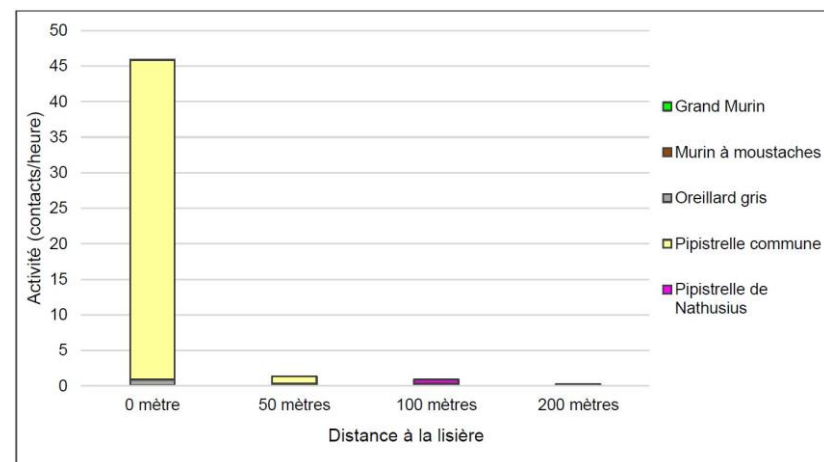 Activité (contacts/heure)
50
45
40
35
30
25
20
15
10
5
0
0 mètre
50 mètres
100 mètres
200 mètres
Distance à la lisière
Grand Murin
Murin à moustaches
Oreillard gris
Pipistrelle commune
Pipistrelle de
Nathusius